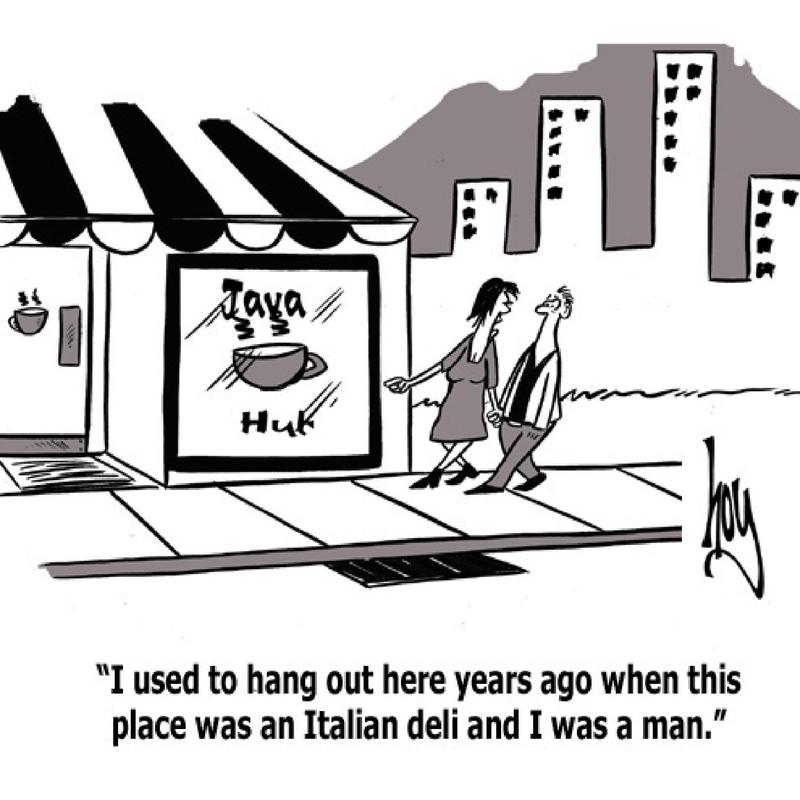 Java
Hut
hoy
“I used to hang out here years ago when this
place was an Italian deli and I was a man.”